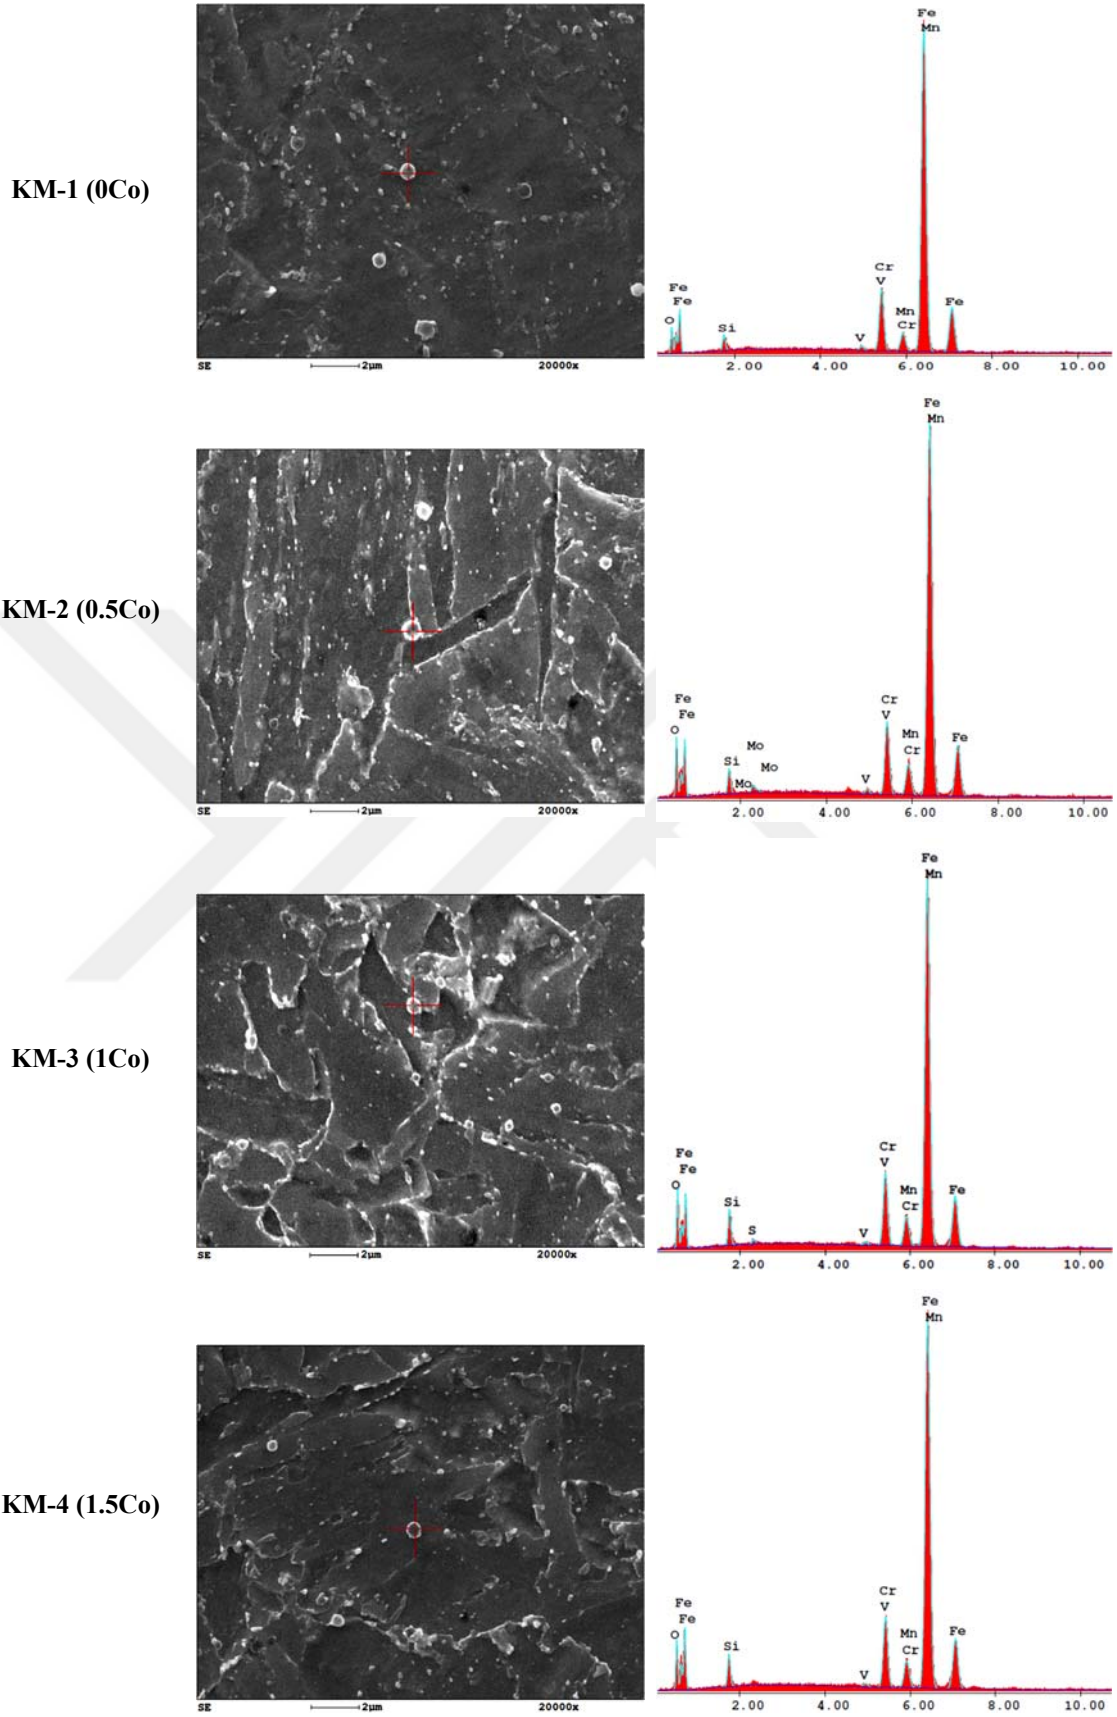 KM-1 (0Co)
SE 2µm 20000x
Fe
Mn
Cr
V
Fe
Fe
O
Si
V
Mn
Cr
Fe
2.00 4.00 6.00 8.00 10.00
KM-2 (0.5Co)
SE 2µm 20000x
Fe
Mn
Fe
Fe
O
Si
Mo
Mo
Mo
V
Cr
V
Mn
Cr
Fe
2.00 4.00 6.00 8.00 10.00
KM-3 (1Co)
SE 2µm 20000x
Fe
Mn
Fe
Fe
O
Si
S
V
Cr
V
Mn
Cr
Fe
2.00 4.00 6.00 8.00 10.00
KM-4 (1.5Co)
SE 2µm 20000x
Fe
Mn
Fe
Fe
O
Si
V
Cr
V
Mn
Cr
Fe
2.00 4.00 6.00 8.00 10.00